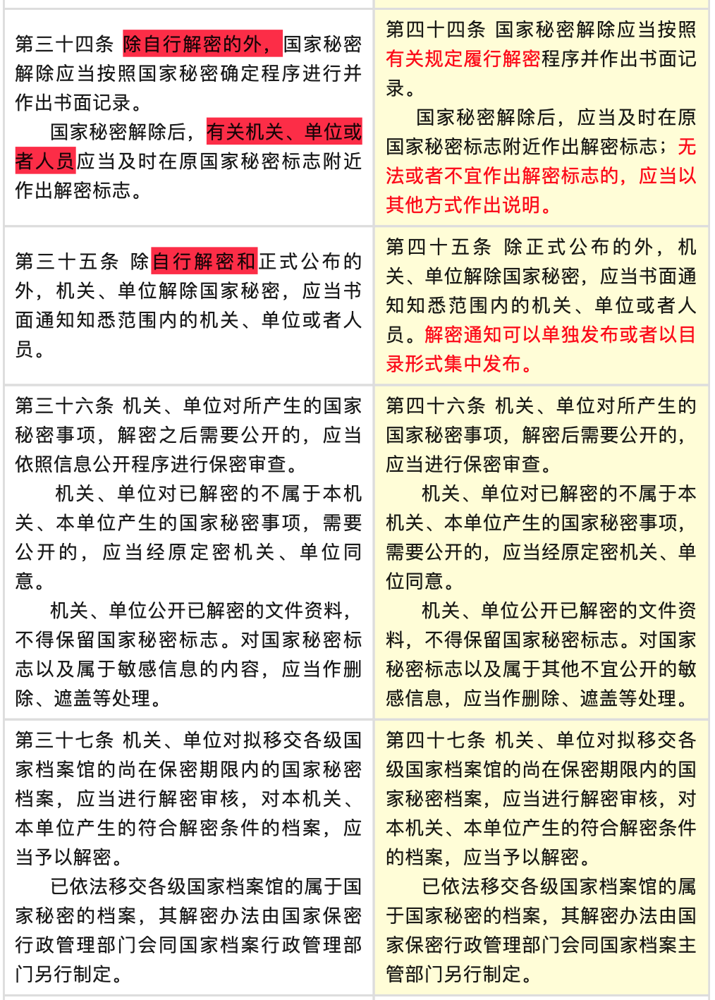 第三十四条 除自行解密的外，国家秘密
解除应当按照国家秘密确定程序进行并
作出书面记录。
国家秘密解除后，有关机关、单位或
者人员应当及时在原国家秘密标志附近
作出解密标志。
第四十四条 国家秘密解除应当按照
有关规定履行解密程序并作出书面记
录。
国家秘密解除后，应当及时在原
国家秘密标志附近作出解密标志；无
法或者不宜作出解密标志的，应当以
其他方式作出说明。
第三十五条 除自行解密和正式公布的
外，机关、单位解除国家秘密，应当书
面通知知悉范围内的机关、单位或者人
员。
第四十五条 除正式公布的外，机
关、单位解除国家秘密，应当书面通
知知悉范围内的机关、单位或者人
员。解密通知可以单独发布或者以目
录形式集中发布。
第三十六条 机关、单位对所产生的国家
秘密事项，解密之后需要公开的，应当
依照信息公开程序进行保密审查。
机关、单位对已解密的不属于本机
关、本单位产生的国家秘密事项，需要
公开的，应当经原定密机关、单位同
意。
机关、单位公开已解密的文件资料，
不得保留国家秘密标志。对国家秘密标
志以及属于敏感信息的内容，应当作删
除、遮盖等处理。
第四十六条 机关、单位对所产生的
国家秘密事项，解密后需要公开的，
应当进行保密审查。
机关、单位对已解密的不属于本
机关、本单位产生的国家秘密事项，
需要公开的，应当经原定密机关、单
位同意。
机关、单位公开已解密的文件资
料，不得保留国家秘密标志。对国家
秘密标志以及属于其他不宜公开的敏
感信息，应当作删除、遮盖等处理。
第三十七条 机关、单位对拟移交各级国
家档案馆的尚在保密期限内的国家秘密
档案，应当进行解密审核，对本机关、
本单位产生的符合解密条件的档案，应
当予以解密。
已依法移交各级国家档案馆的属于国
家秘密的档案，其解密办法由国家保密
行政管理部门会同国家档案行政管理部
门另行制定。
第四十七条 机关、单位对拟移交各
级国家档案馆的尚在保密期限内的国
家秘密档案，应当进行解密审核，对
本机关、本单位产生的符合解密条件
的档案，应当予以解密。
已依法移交各级国家档案馆的属
于国家秘密的档案，其解密办法由国
家保密行政管理部门会同国家档案主
管部门另行制定。